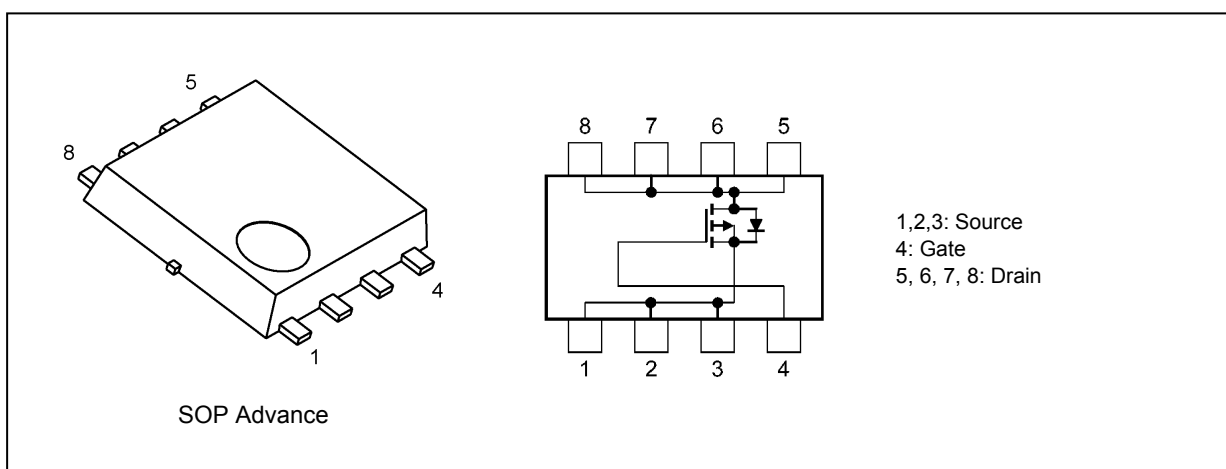 5
8
4
1
SOP Advance
8 7 6 5
1 2 3 4
1,2,3: Source
4: Gate
5, 6, 7, 8: Drain